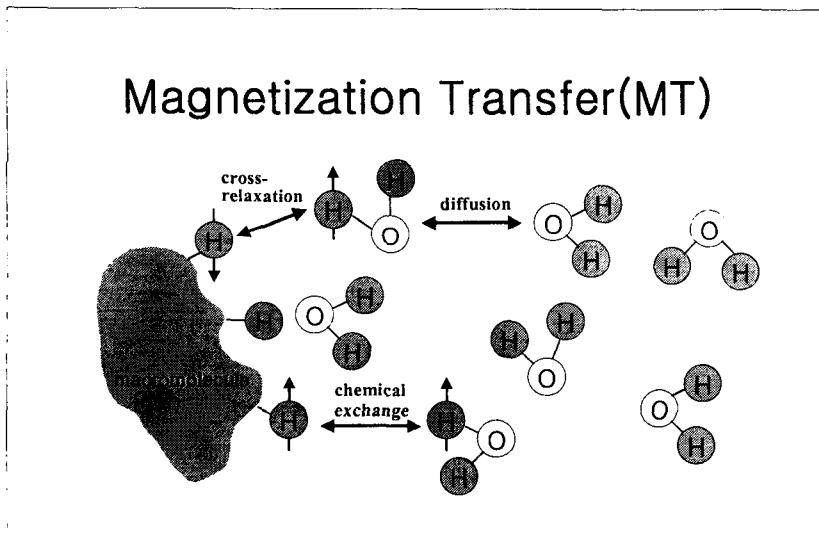 Magnetization Transfer(MT)
cross-
relaxation
H
H
H
O
diffusion
O
H
H
O
H
H
H
O
H
H
H
H
O
macromolecule
H
chemical
exchange
H
O
H
O
H
H